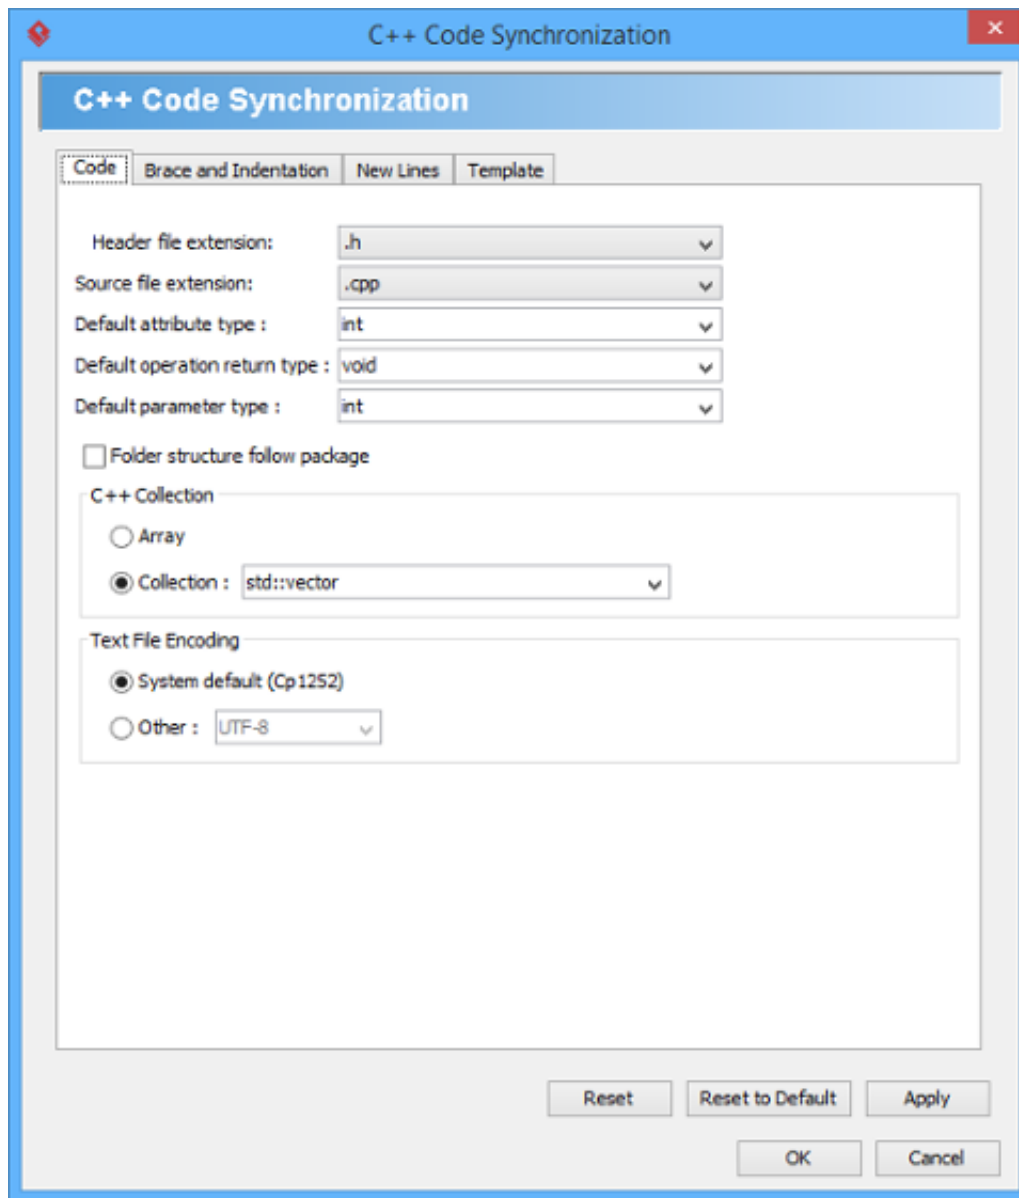 C++ Code Synchronization
C++ Code Synchronization
Code Brace and Indentation New Lines Template
Header file extension: .h
Source file extension: .cpp
Default attribute type : int
Default operation return type : void
Default parameter type : int
Folder structure follow package
C++ Collection
Array
Collection : std::vector
Text File Encoding
System default (Cp1252)
Other : UTF-8
Reset Reset to Default Apply
OK Cancel